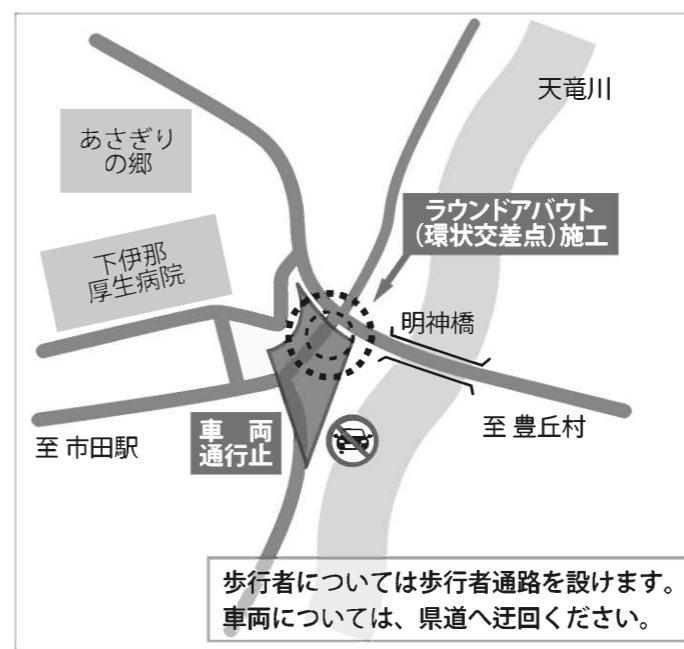 天竜川
あさぎり
の郷
ラウンドアバウト
（環状交差点）施工
下伊那
厚生病院
明神橋
至 豊丘村
車 両
通行止
至 市田駅
歩行者については歩行者通路を設けます。
車両については、県道へ迂回ください。